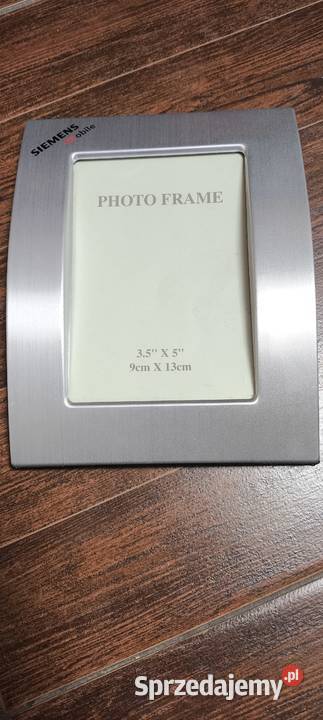 SIEMENS
mobile
PHOTO FRAME
3.5" X 5"
9cm X 13cm
Sprzedajemy.pl